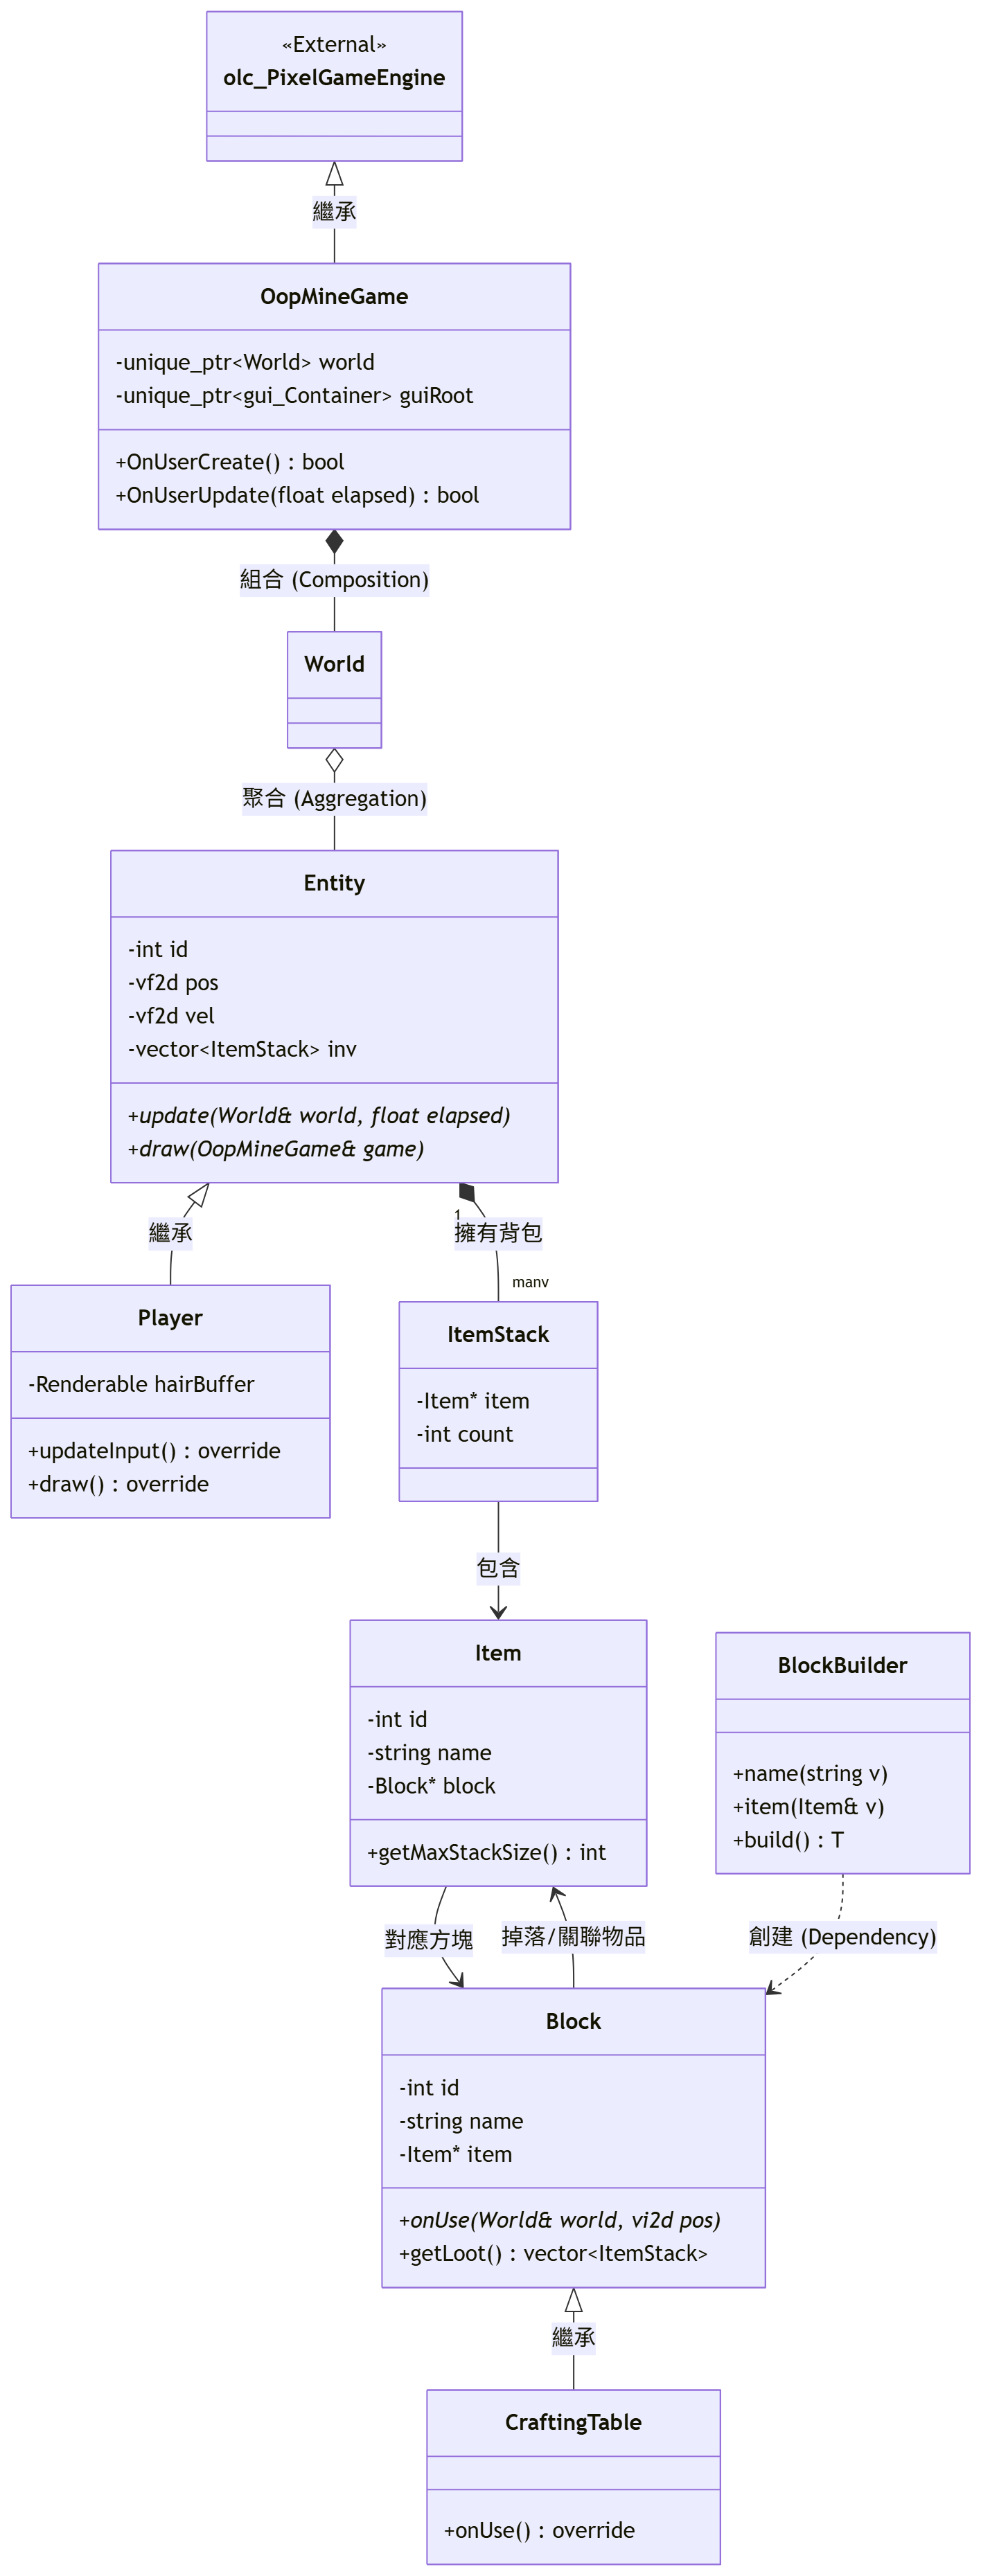 «External»
olc_PixelGameEngine
繼承
OopMineGame
-unique_ptr<World> world
-unique_ptr<gui_Container> guiRoot
+OnUserCreate() : bool
+OnUserUpdate(float elapsed) : bool
組合 (Composition)
World
聚合 (Aggregation)
Entity
-int id
-vf2d pos
-vf2d vel
-vector<ItemStack> inv
+update(World& world, float elapsed)
+draw(OopMineGame& game)
繼承
1
擁有背包
many
Player
-Renderable hairBuffer
+updateInput() : override
+draw() : override
ItemStack
-Item* item
-int count
包含
Item
-int id
-string name
-Block* block
+getMaxStackSize() : int
BlockBuilder
+name(string v)
+item(Item& v)
+build() : T
對應方塊
掉落/關聯物品
創建 (Dependency)
Block
-int id
-string name
-Item* item
+onUse(World& world, vi2d pos)
+getLoot() : vector<ItemStack>
繼承
CraftingTable
+onUse() : override